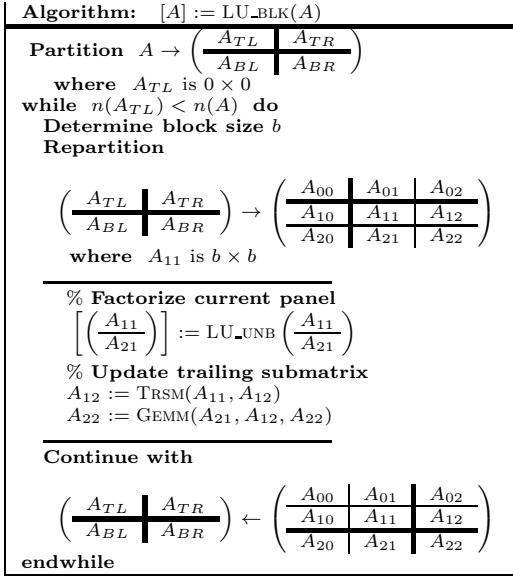 Algorithm: [A] := LU_BLK(A)
Partition A → ( A_TL | A_TR
A_BL | A_BR )
where A_TL is 0 × 0
while n(A_TL) < n(A) do
Determine block size b
Repartition
( A_TL | A_TR
A_BL | A_BR ) → ( A_00 | A_01 | A_02
A_10 | A_11 | A_12
A_20 | A_21 | A_22 )
where A_11 is b × b
% Factorize current panel
[ ( A_11
A_21 ) ] := LU_UNB ( A_11
A_21 )
% Update trailing submatrix
A_12 := TRSM(A_11, A_12)
A_22 := GEMM(A_21, A_12, A_22)
Continue with
( A_TL | A_TR
A_BL | A_BR ) ← ( A_00 | A_01 | A_02
A_10 | A_11 | A_12
A_20 | A_21 | A_22 )
endwhile